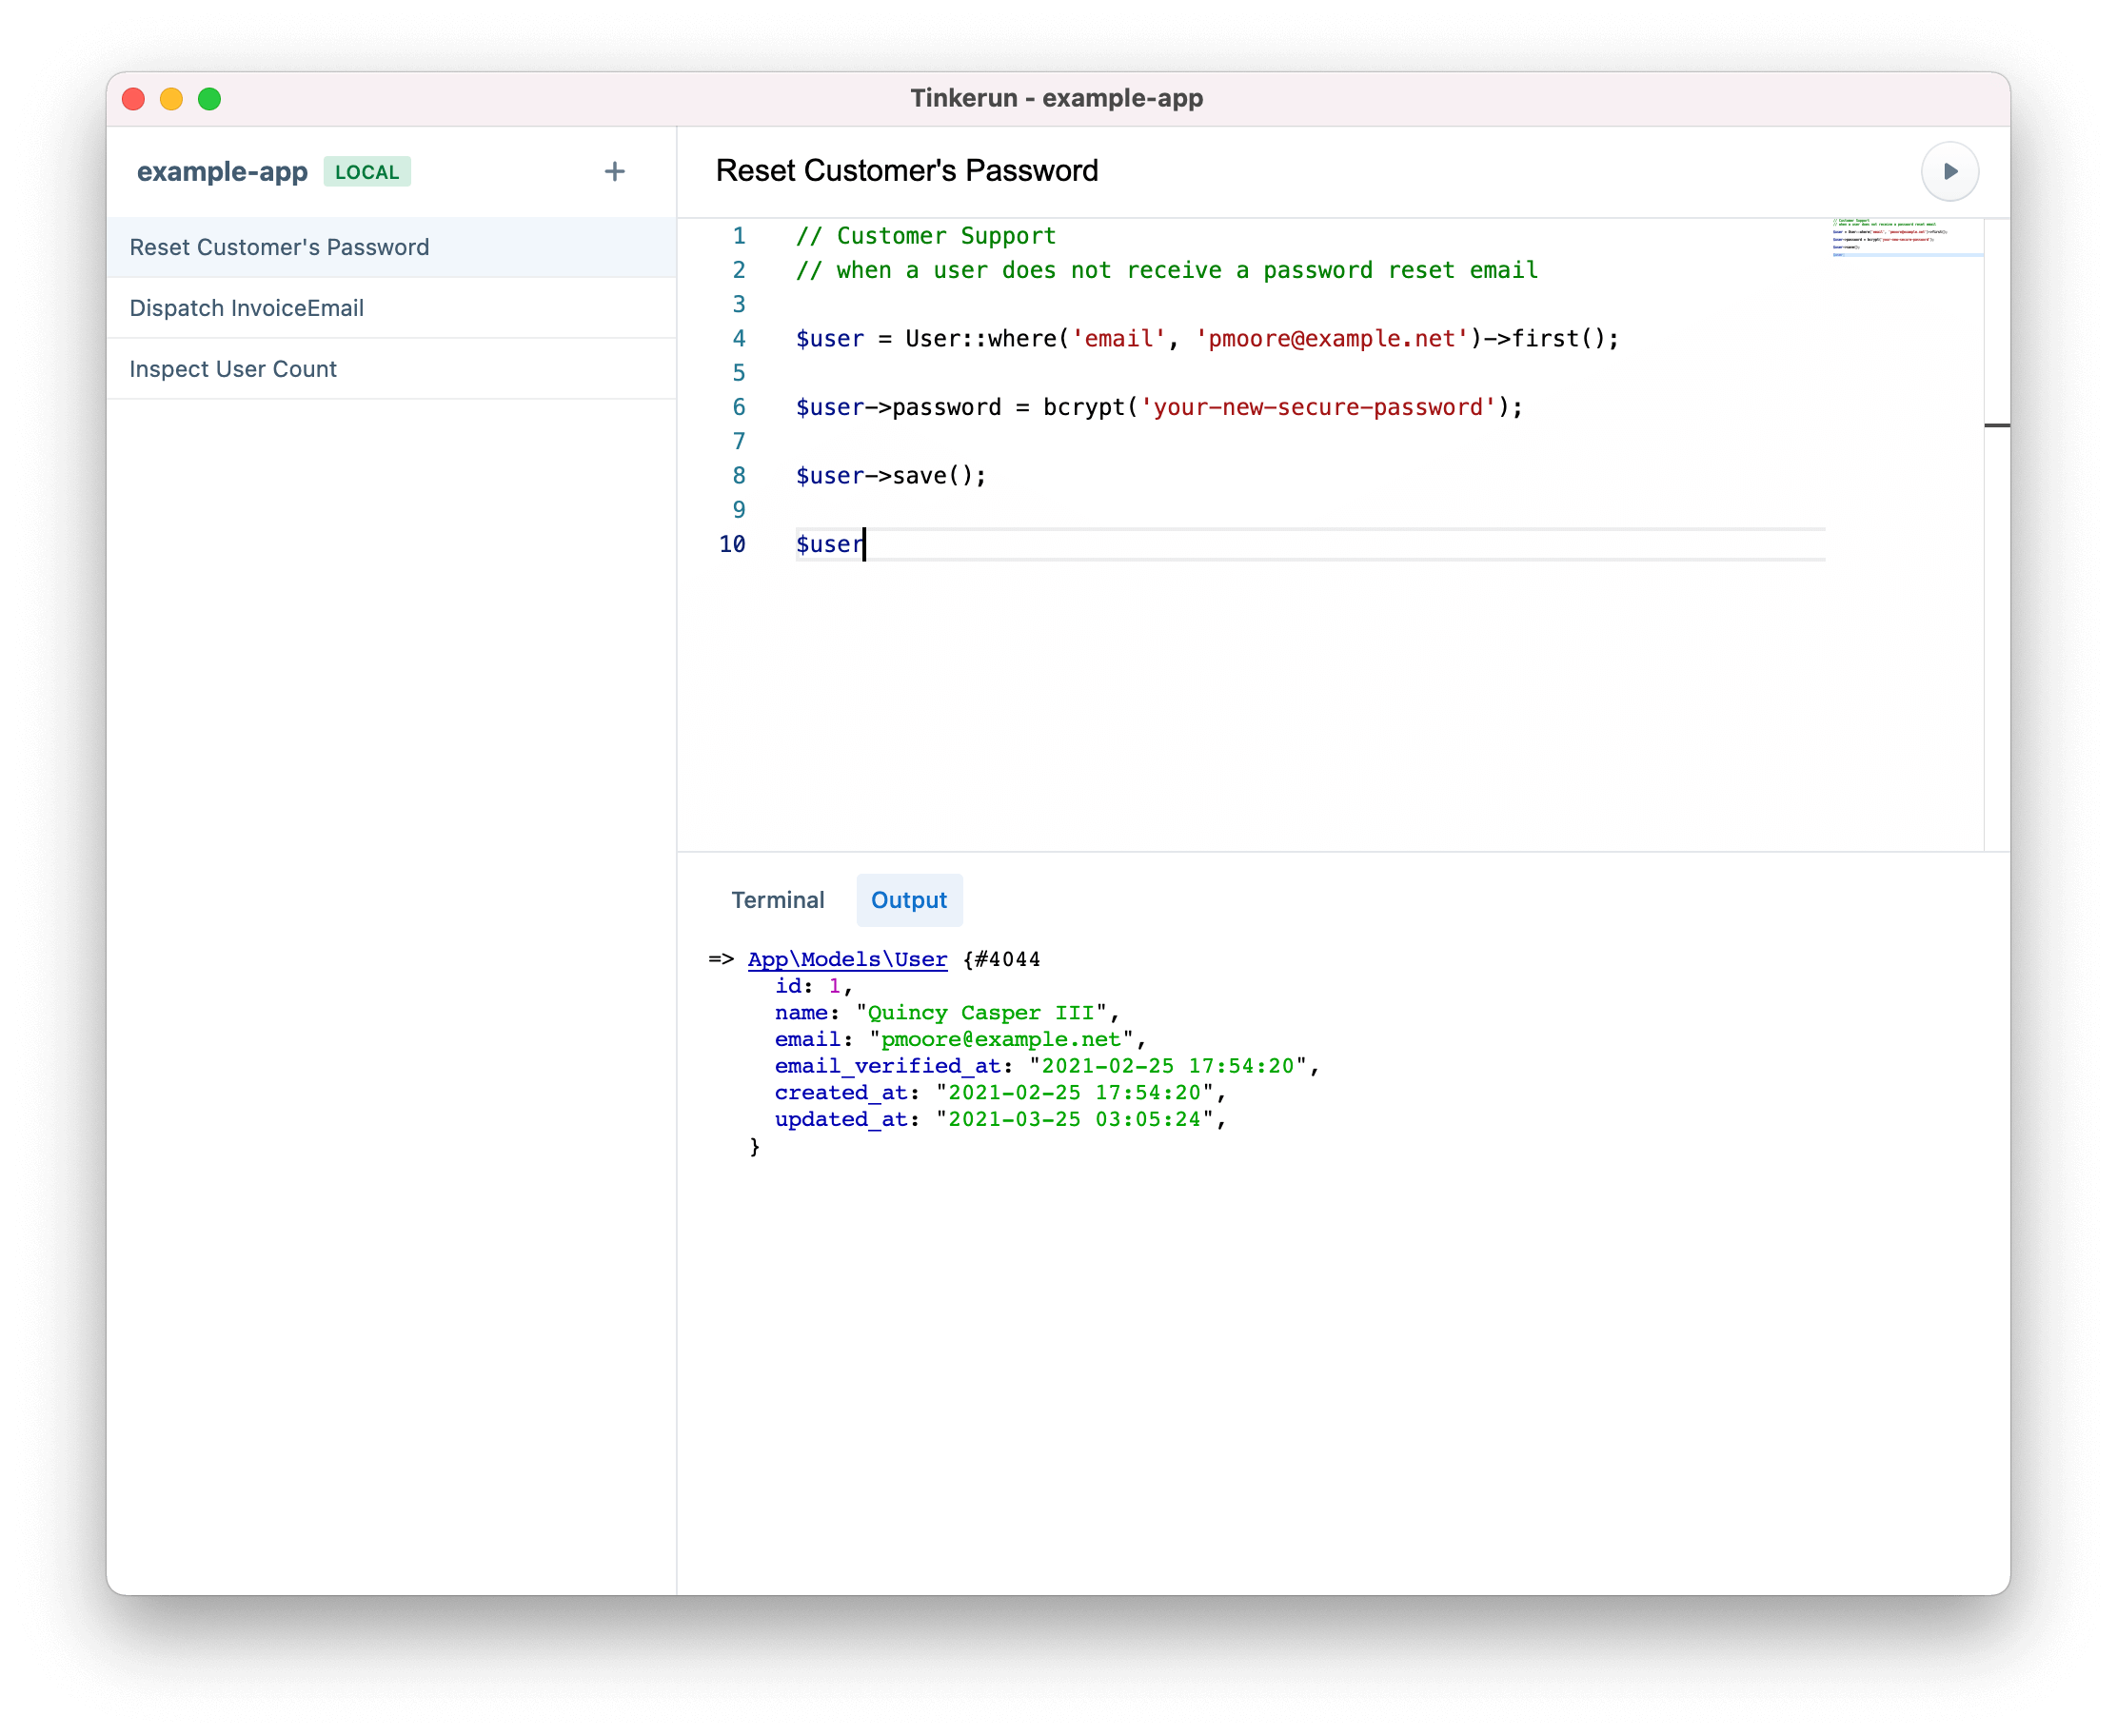 Tinkerun - example-app
example-app LOCAL +
Reset Customer's Password
Dispatch InvoiceEmail
Inspect User Count
Reset Customer's Password
1 // Customer Support
2 // when a user does not receive a password reset email
3
4 $user = User::where('email', 'pmoore@example.net')->first();
5
6 $user->password = bcrypt('your-new-secure-password');
7
8 $user->save();
9
10 $user
Terminal Output
=> App\Models\User {#4044
id: 1,
name: "Quincy Casper III",
email: "pmoore@example.net",
email_verified_at: "2021-02-25 17:54:20",
created_at: "2021-02-25 17:54:20",
updated_at: "2021-03-25 03:05:24",
}